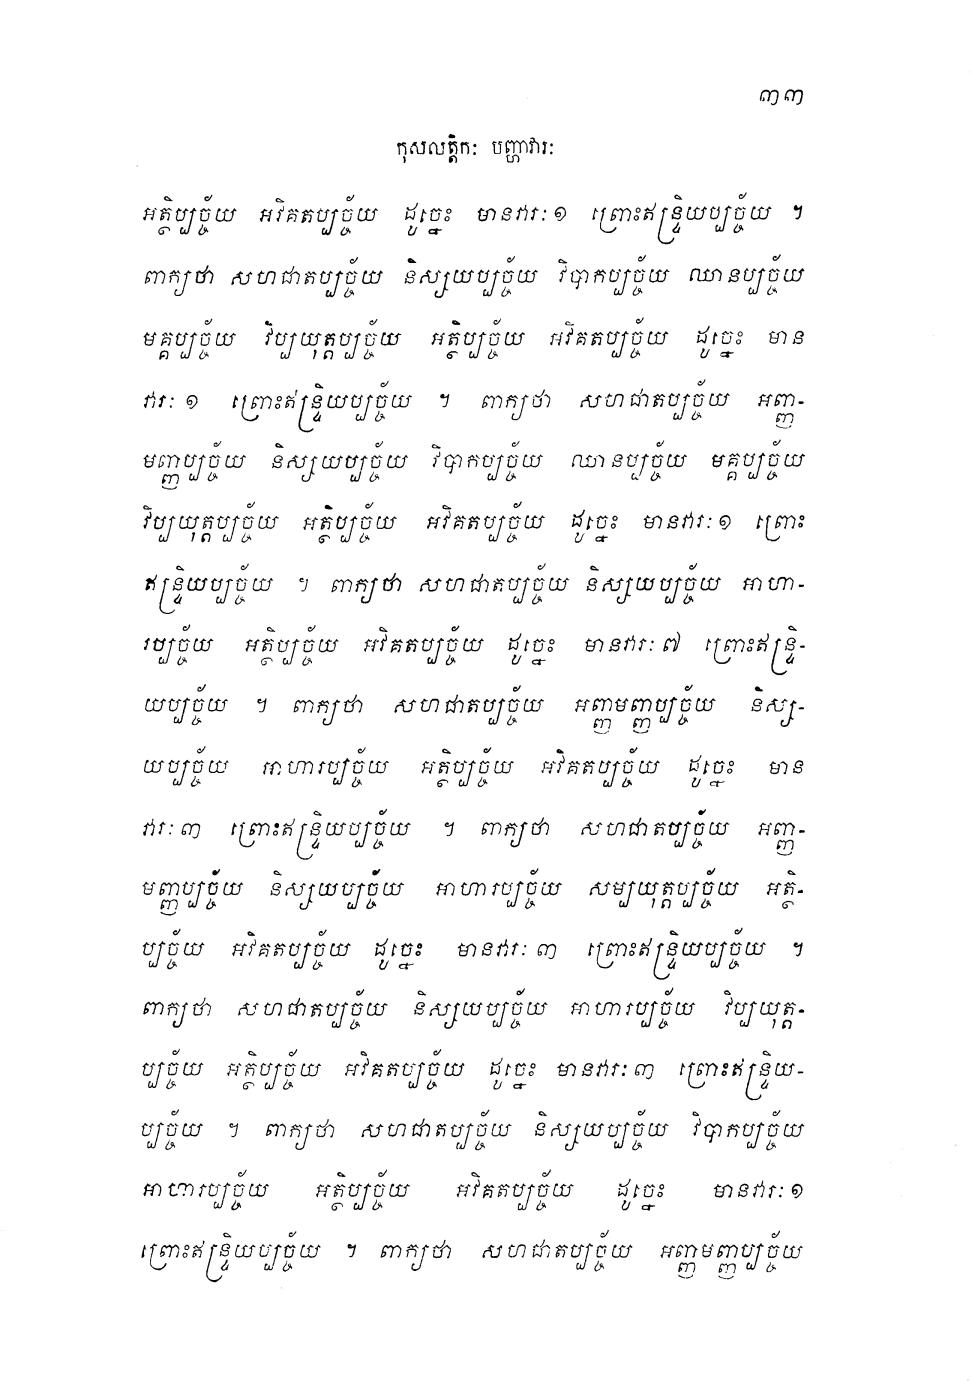 ៣៣
កុសលត្តិកៈ បញ្ហាវារៈ
អត្ថិប្បច្ច័យ អវិគតប្បច្ច័យ ដូច្នេះ មានវារៈ ១ ព្រោះឥន្ទ្រិយប្បច្ច័យ ។
ពាក្យថា សហជាតប្បច្ច័យ និស្សយប្បច្ច័យ វិបាកប្បច្ច័យ ឈានប្បច្ច័យ
មគ្គប្បច្ច័យ វិប្បយុត្តប្បច្ច័យ អត្ថិប្បច្ច័យ អវិគតប្បច្ច័យ ដូច្នេះ មាន
វារៈ ១ ព្រោះឥន្ទ្រិយប្បច្ច័យ ។ ពាក្យថា សហជាតប្បច្ច័យ អញ្ញ-
មញ្ញប្បច្ច័យ និស្សយប្បច្ច័យ វិបាកប្បច្ច័យ ឈានប្បច្ច័យ មគ្គប្បច្ច័យ
វិប្បយុត្តប្បច្ច័យ អត្ថិប្បច្ច័យ អវិគតប្បច្ច័យ ដូច្នេះ មានវារៈ ១ ព្រោះ
ឥន្ទ្រិយប្បច្ច័យ ។ ពាក្យថា សហជាតប្បច្ច័យ និស្សយប្បច្ច័យ អាហា-
រប្បច្ច័យ អត្ថិប្បច្ច័យ អវិគតប្បច្ច័យ ដូច្នេះ មានវារៈ ៧ ព្រោះឥន្ទ្រិ-
យប្បច្ច័យ ។ ពាក្យថា សហជាតប្បច្ច័យ អញ្ញមញ្ញប្បច្ច័យ និស្ស-
យប្បច្ច័យ អាហារប្បច្ច័យ អត្ថិប្បច្ច័យ អវិគតប្បច្ច័យ ដូច្នេះ មាន
វារៈ ៣ ព្រោះឥន្ទ្រិយប្បច្ច័យ ។ ពាក្យថា សហជាតប្បច្ច័យ អញ្ញ-
មញ្ញប្បច្ច័យ និស្សយប្បច្ច័យ អាហារប្បច្ច័យ សម្បយុត្តប្បច្ច័យ អត្ថិ-
ប្បច្ច័យ អវិគតប្បច្ច័យ ដូច្នេះ មានវារៈ ៣ ព្រោះឥន្ទ្រិយប្បច្ច័យ ។
ពាក្យថា សហជាតប្បច្ច័យ និស្សយប្បច្ច័យ អាហារប្បច្ច័យ វិប្បយុត្ត-
ប្បច្ច័យ អត្ថិប្បច្ច័យ អវិគតប្បច្ច័យ ដូច្នេះ មានវារៈ ៣ ព្រោះឥន្ទ្រិយ-
ប្បច្ច័យ ។ ពាក្យថា សហជាតប្បច្ច័យ និស្សយប្បច្ច័យ វិបាកប្បច្ច័យ
អាហារប្បច្ច័យ អត្ថិប្បច្ច័យ អវិគតប្បច្ច័យ ដូច្នេះ មានវារៈ ១
ព្រោះឥន្ទ្រិយប្បច្ច័យ ។ ពាក្យថា សហជាតប្បច្ច័យ អញ្ញមញ្ញប្បច្ច័យ